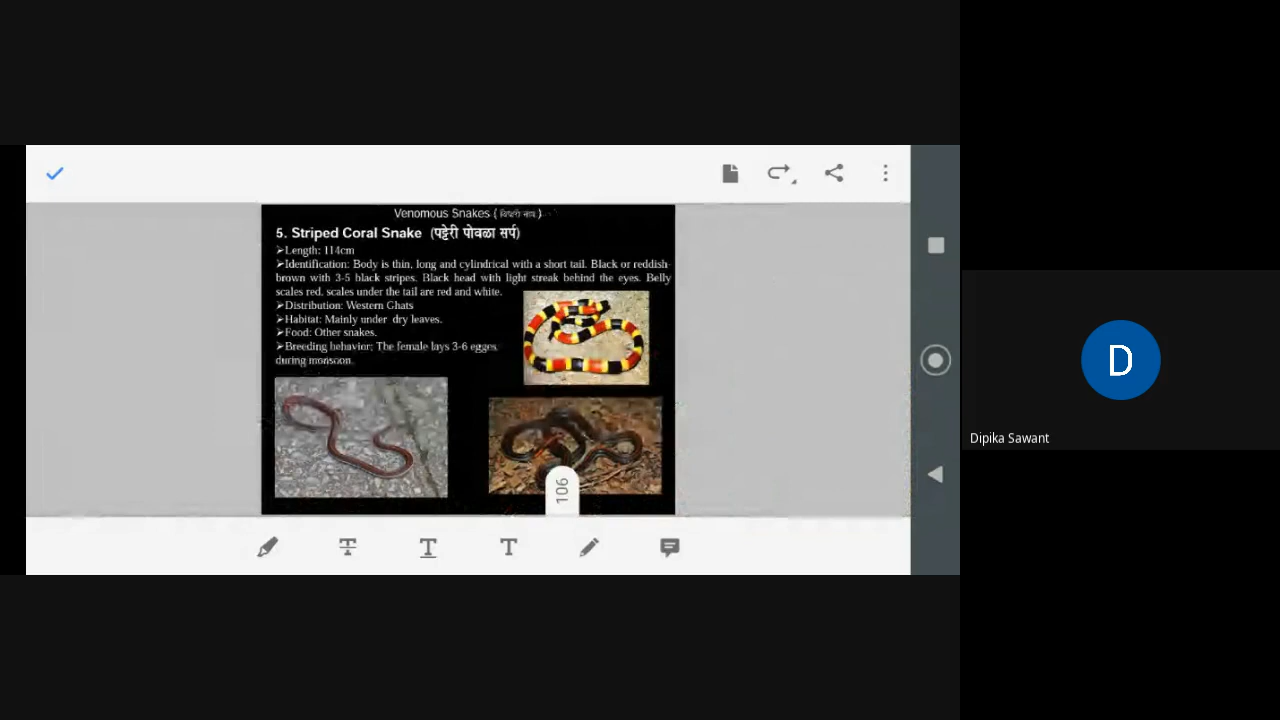 Venomous Snakes ( विषारी साप )
5. Striped Coral Snake (पट्टेरी पोवळा सर्प)
➢Length: 114cm
➢Identification: Body is thin, long and cylindrical with a short tail. Black or reddish-
brown with 3-5 black stripes. Black head with light streak behind the eyes. Belly
scales red, scales under the tail are red and white.
➢Distribution: Western Ghats
➢Habitat: Mainly under dry leaves.
➢Food: Other snakes.
➢Breeding behavior: The female lays 3-6 egges
during monsoon.
106
T
T
T
D
Dipika Sawant